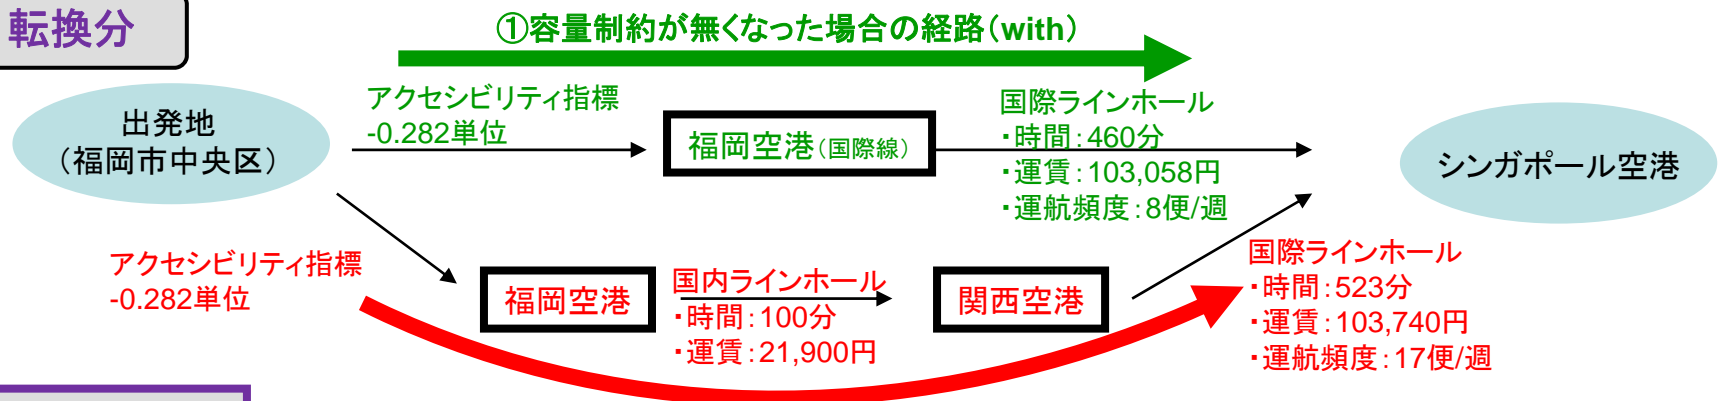 転換分
①容量制約が無くなった場合の経路(with)
出発地
(福岡市中央区)
アクセシビリティ指標
-0.282単位
福岡空港(国際線)
国際ラインホール
・時間:460分
・運賃:103,058円
・運航頻度:8便/週
シンガポール空港
アクセシビリティ指標
-0.282単位
福岡空港
国内ラインホール
・時間:100分
・運賃:21,900円
関西空港
国際ラインホール
・時間:523分
・運賃:103,740円
・運航頻度:17便/週